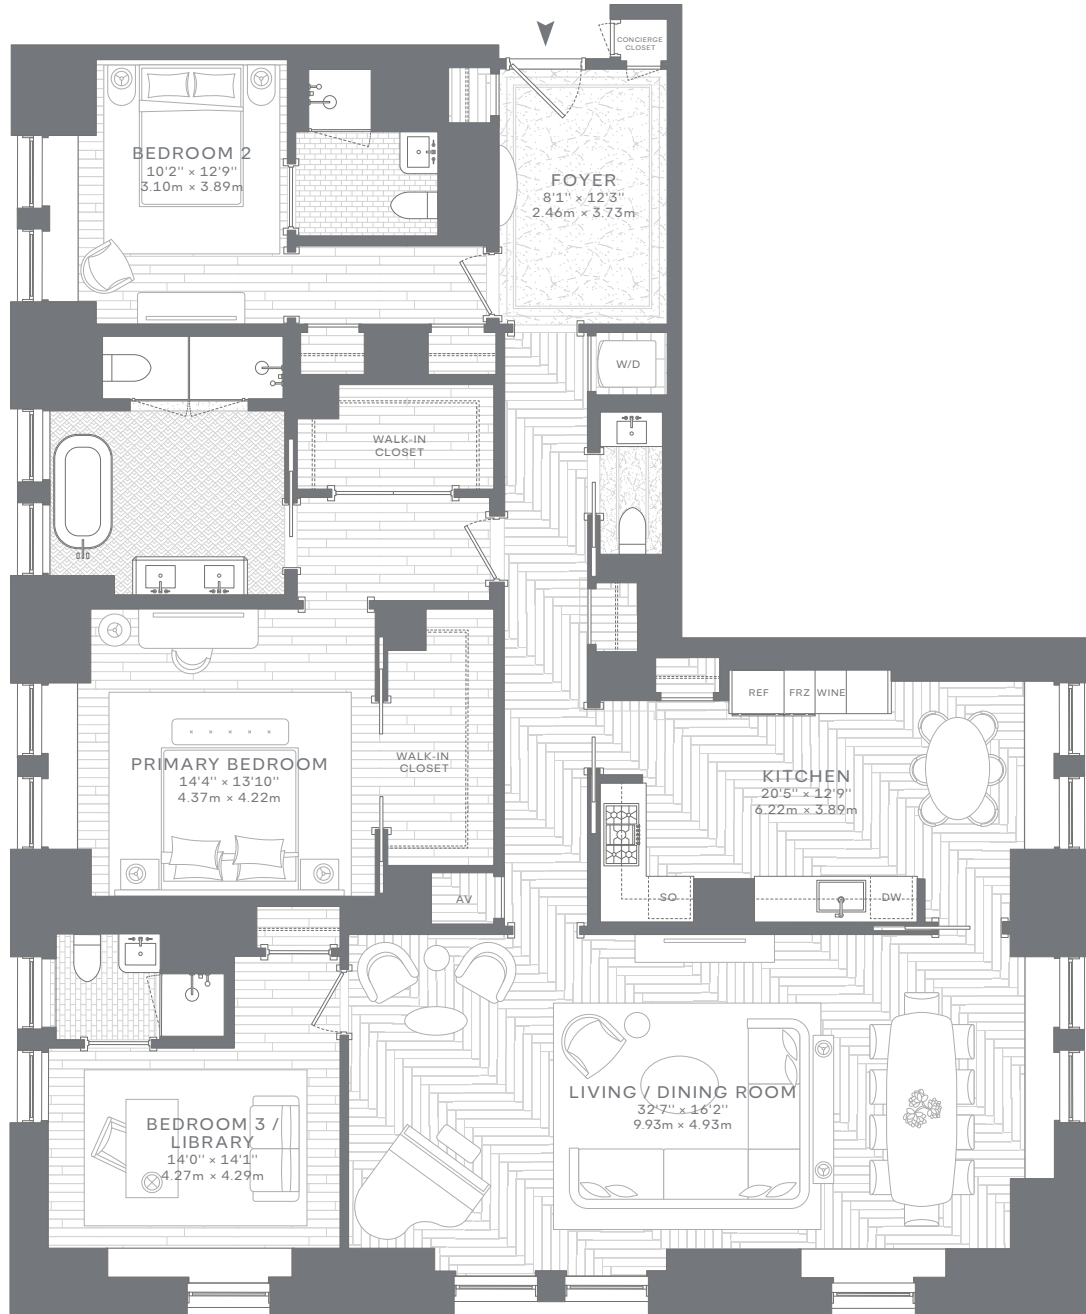 CONCIERGE
CLOSET
BEDROOM 2
10'2'' × 12'9''
3.10m × 3.89m
FOYER
8'1'' × 12'3''
2.46m × 3.73m
W/D
WALK-IN
CLOSET
REF
FRZ
WINE
WALK-IN
CLOSET
PRIMARY BEDROOM
14'4'' × 13'10''
4.37m × 4.22m
KITCHEN
20'5'' × 12'9''
6.22m × 3.89m
AV
SO
DW
LIVING / DINING ROOM
32'7'' × 16'2''
9.93m × 4.93m
BEDROOM 3 /
LIBRARY
14'0'' × 14'1''
4.27m × 4.29m